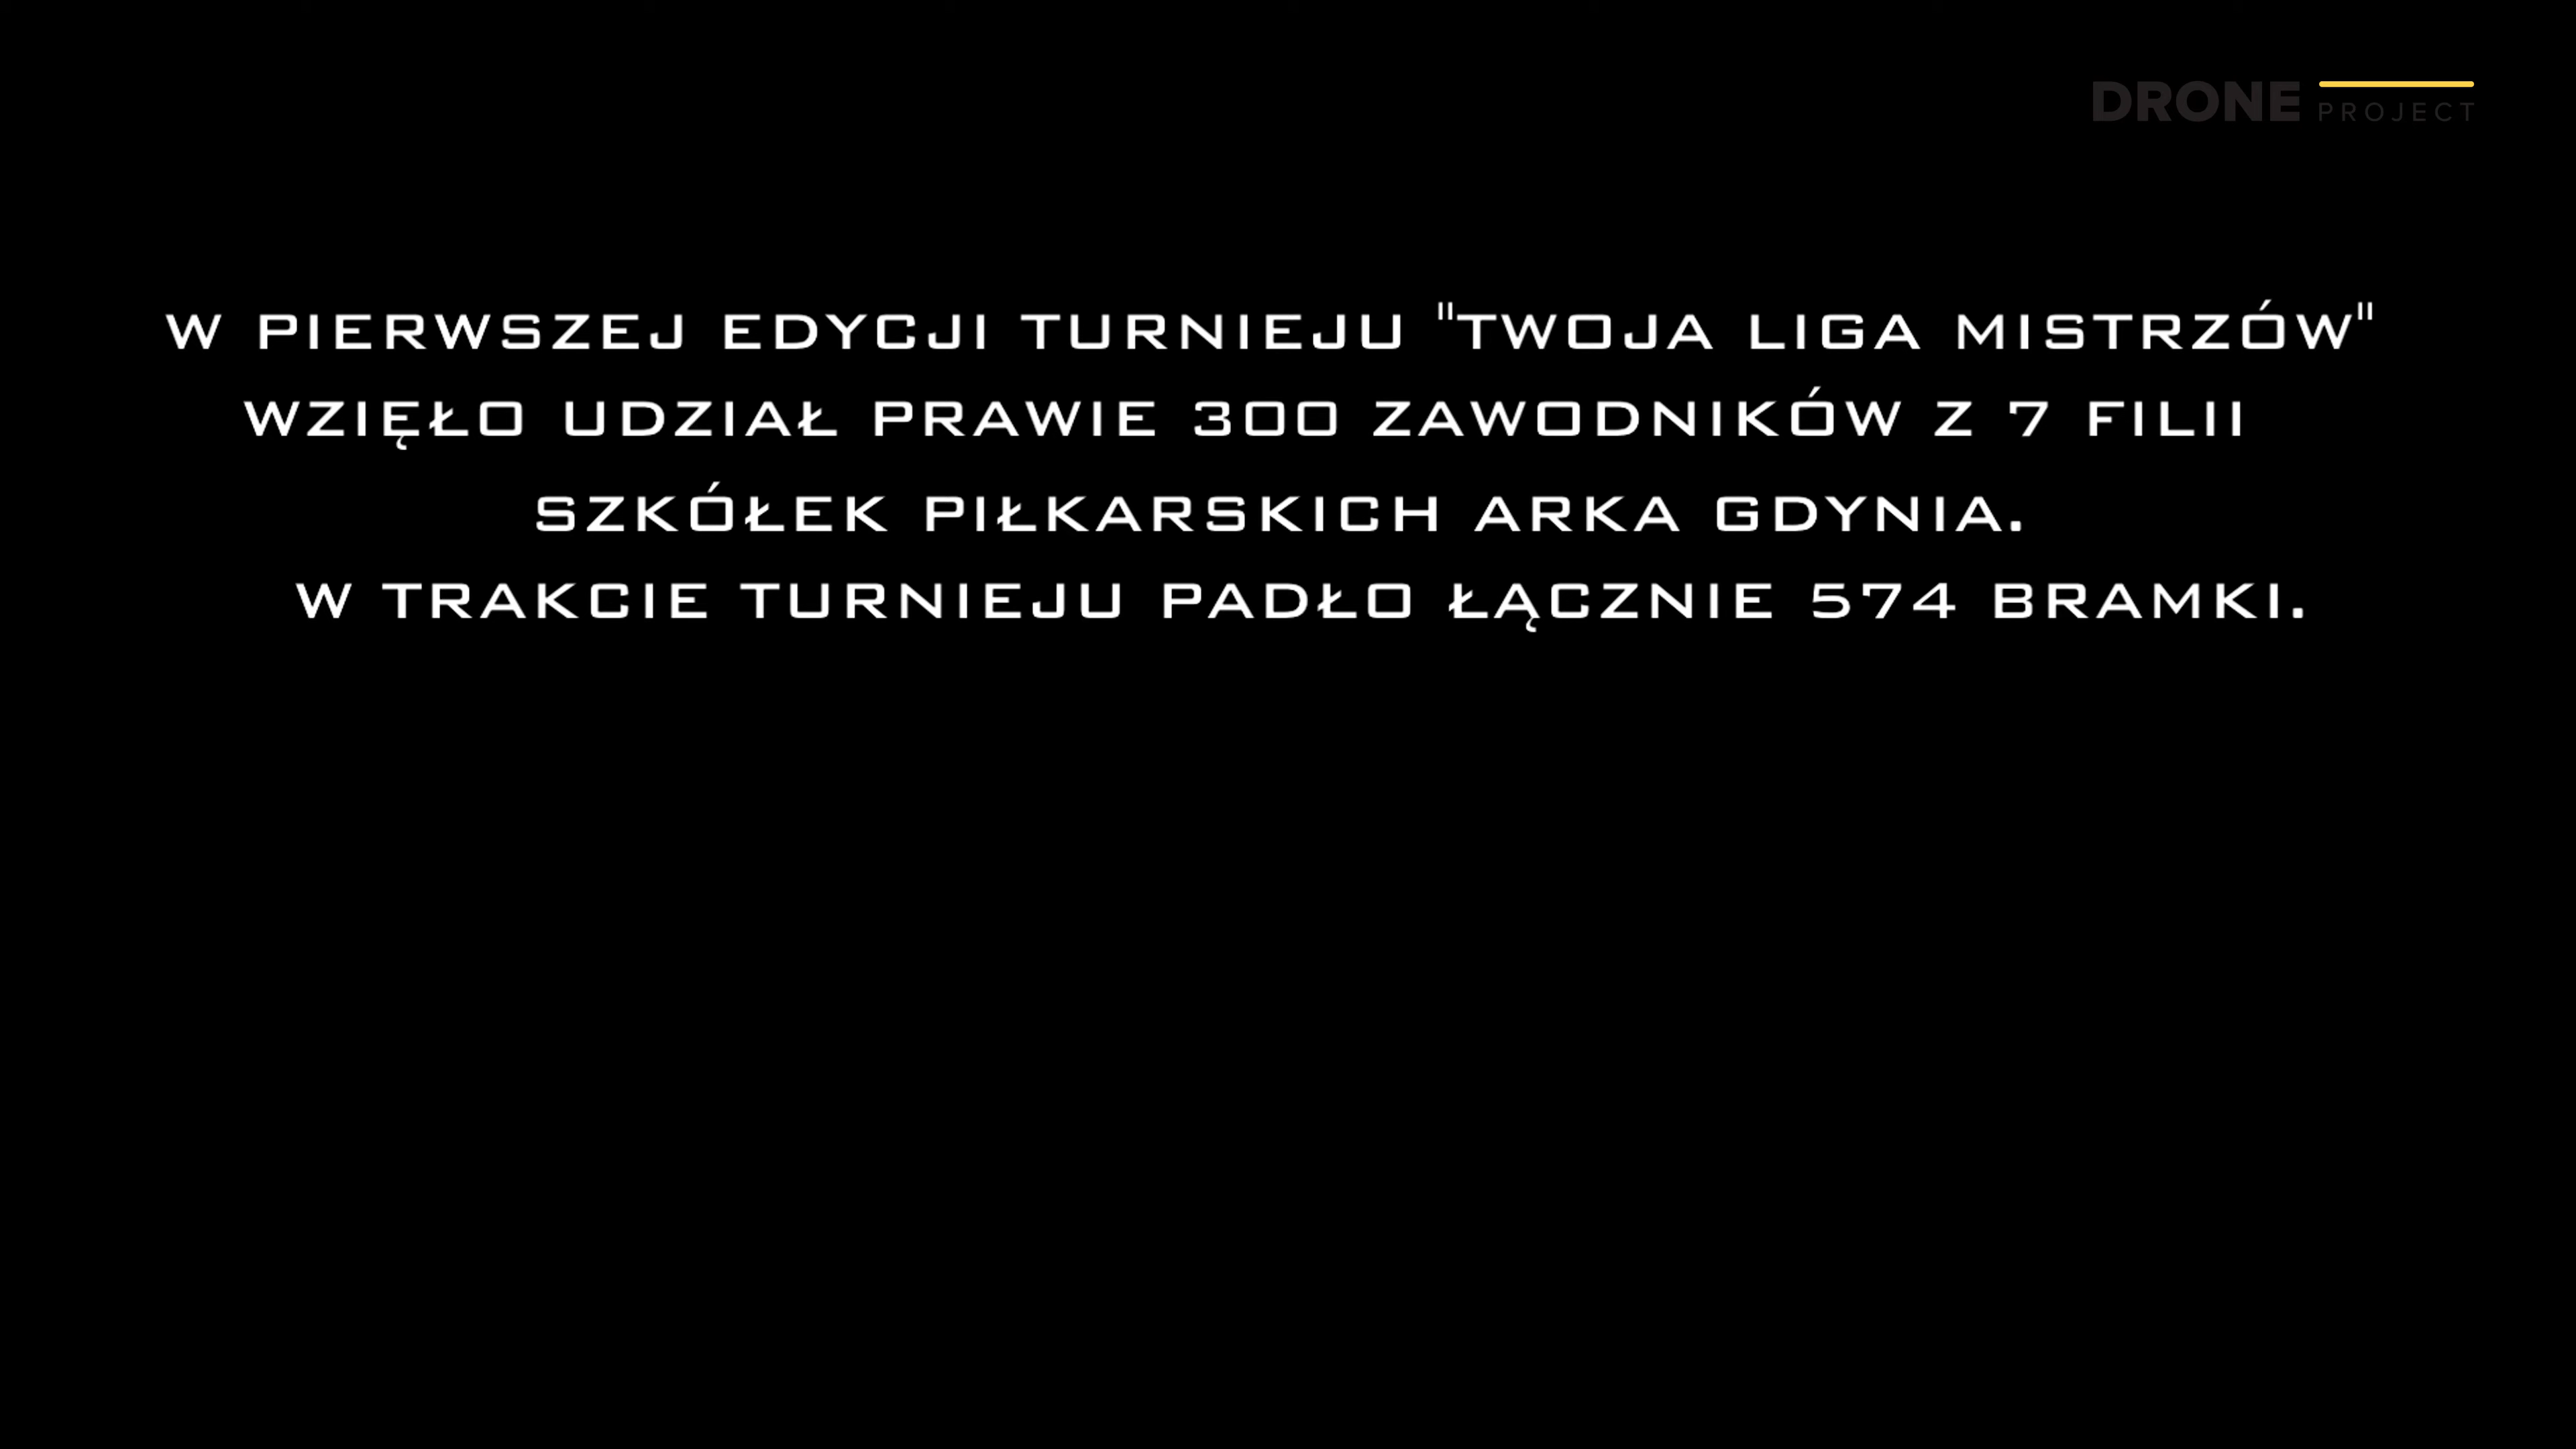 DRONE PROJECT
W PIERWSZEJ EDYCJI TURNIEJU "TWOJA LIGA MISTRZÓW"
WZIĘŁO UDZIAŁ PRAWIE 300 ZAWODNIKÓW Z 7 FILII
SZKÓŁEK PIŁKARSKICH ARKA GDYNIA.
W TRAKCIE TURNIEJU PADŁO ŁĄCZNIE 574 BRAMKI.